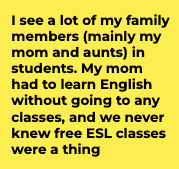 I see a lot of my family
members (mainly my
mom and aunts) in
students. My mom
had to learn English
without going to any
classes, and we never
knew free ESL classes
were a thing